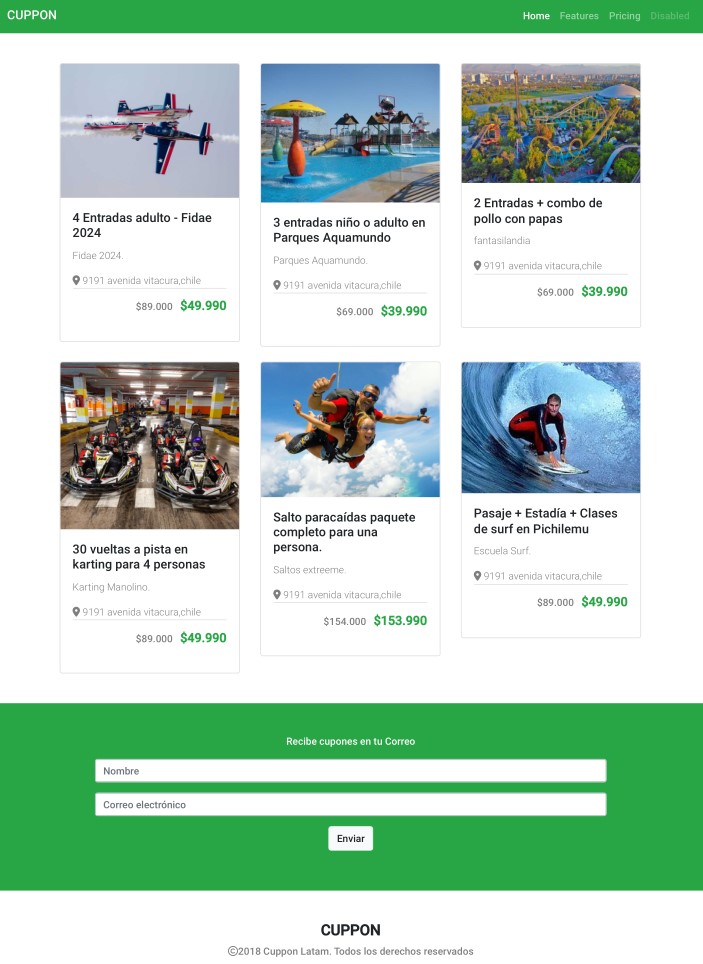 CUPPON
Home Features Pricing Disabled
4 Entradas adulto - Fidae
2024
Fidae 2024.
9191 avenida vitacura,chile
$89.000 $49.990
3 entradas niño o adulto en
Parques Aquamundo
Parques Aquamundo.
9191 avenida vitacura,chile
$69.000 $39.990
2 Entradas + combo de
pollo con papas
fantasilandia
9191 avenida vitacura,chile
$69.000 $39.990
30 vueltas a pista en
karting para 4 personas
Karting Manolino.
9191 avenida vitacura,chile
$89.000 $49.990
Salto paracaídas paquete
completo para una
persona.
Saltos extreeme.
9191 avenida vitacura,chile
$154.000 $153.990
Pasaje + Estadía + Clases
de surf en Pichilemu
Escuela Surf.
9191 avenida vitacura,chile
$89.000 $49.990
Recibe cupones en tu Correo
Nombre
Correo electrónico
Enviar
CUPPON
©2018 Cuppon Latam. Todos los derechos reservados